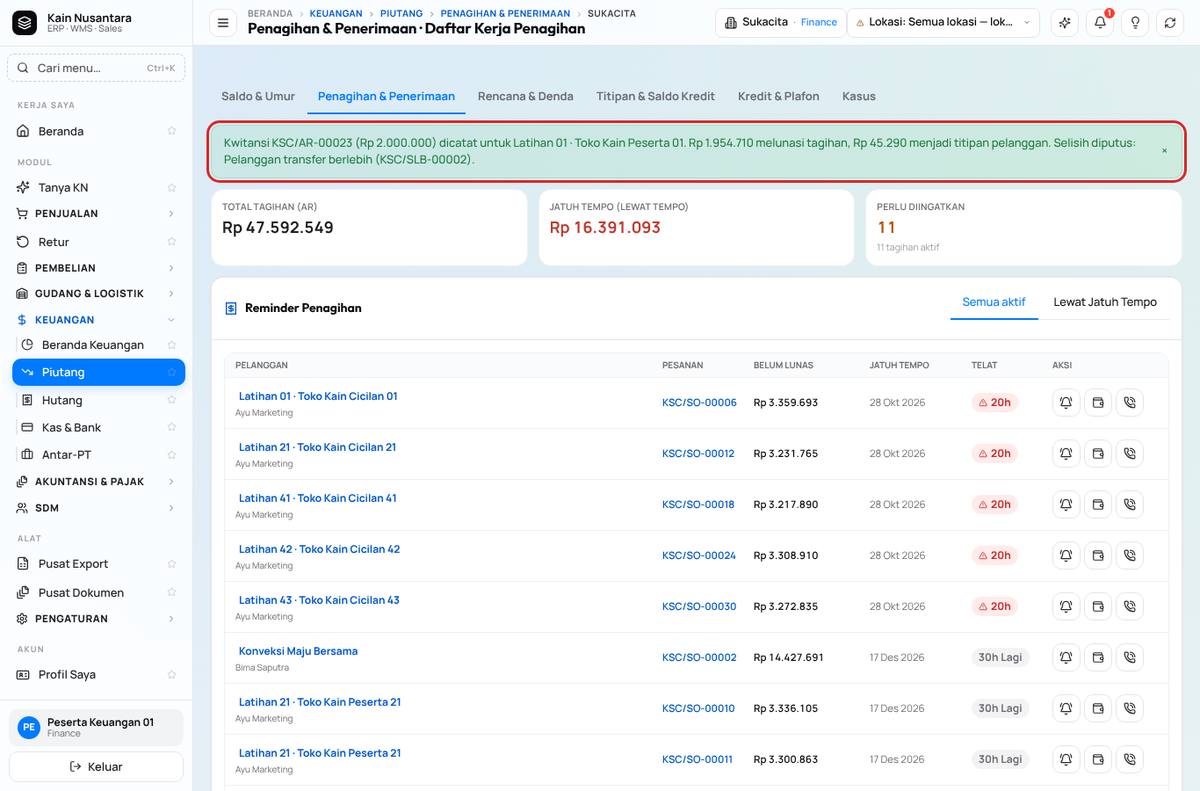 Kain Nusantara
ERP · WMS · Sales
Cari menu... Ctrl+K
KERJA SAYA
Beranda
MODUL
Tanya KN
PENJUALAN
Retur
PEMBELIAN
GUDANG & LOGISTIK
KEUANGAN
Beranda Keuangan
Piutang
Hutang
Kas & Bank
Antar-PT
AKUNTANSI & PAJAK
SDM
ALAT
Pusat Export
Pusat Dokumen
PENGATURAN
AKUN
Profil Saya
PE Peserta Keuangan 01
Finance
Keluar
BERANDA > KEUANGAN > PIUTANG > PENAGIHAN & PENERIMAAN > SUKACITA
Penagihan & Penerimaan · Daftar Kerja Penagihan
Sukacita · Finance
Lokasi: Semua lokasi — lok...
1
Saldo & Umur Penagihan & Penerimaan Rencana & Denda Titipan & Saldo Kredit Kredit & Plafon Kasus
Kwitansi KSC/AR-00023 (Rp 2.000.000) dicatat untuk Latihan 01 · Toko Kain Peserta 01. Rp 1.954.710 melunasi tagihan, Rp 45.290 menjadi titipan pelanggan. Selisih diputus:
Pelanggan transfer berlebih (KSC/SLB-00002).
×
TOTAL TAGIHAN (AR)
Rp 47.592.549
JATUH TEMPO (LEWAT TEMPO)
Rp 16.391.093
PERLU DIINGATKAN
11
11 tagihan aktif
Reminder Penagihan
Semua aktif Lewat Jatuh Tempo
PELANGGAN PESANAN BELUM LUNAS JATUH TEMPO TELAT AKSI
Latihan 01 · Toko Kain Cicilan 01 KSC/SO-00006 Rp 3.359.693 28 Okt 2026 20h
Ayu Marketing
Latihan 21 · Toko Kain Cicilan 21 KSC/SO-00012 Rp 3.231.765 28 Okt 2026 20h
Ayu Marketing
Latihan 41 · Toko Kain Cicilan 41 KSC/SO-00018 Rp 3.217.890 28 Okt 2026 20h
Ayu Marketing
Latihan 42 · Toko Kain Cicilan 42 KSC/SO-00024 Rp 3.308.910 28 Okt 2026 20h
Ayu Marketing
Latihan 43 · Toko Kain Cicilan 43 KSC/SO-00030 Rp 3.272.835 28 Okt 2026 20h
Ayu Marketing
Konveksi Maju Bersama KSC/SO-00002 Rp 14.427.691 17 Des 2026 30h Lagi
Bima Saputra
Latihan 21 · Toko Kain Peserta 21 KSC/SO-00010 Rp 3.336.105 17 Des 2026 30h Lagi
Ayu Marketing
Latihan 21 · Toko Kain Peserta 21 KSC/SO-00011 Rp 3.300.863 17 Des 2026 30h Lagi
Ayu Marketing